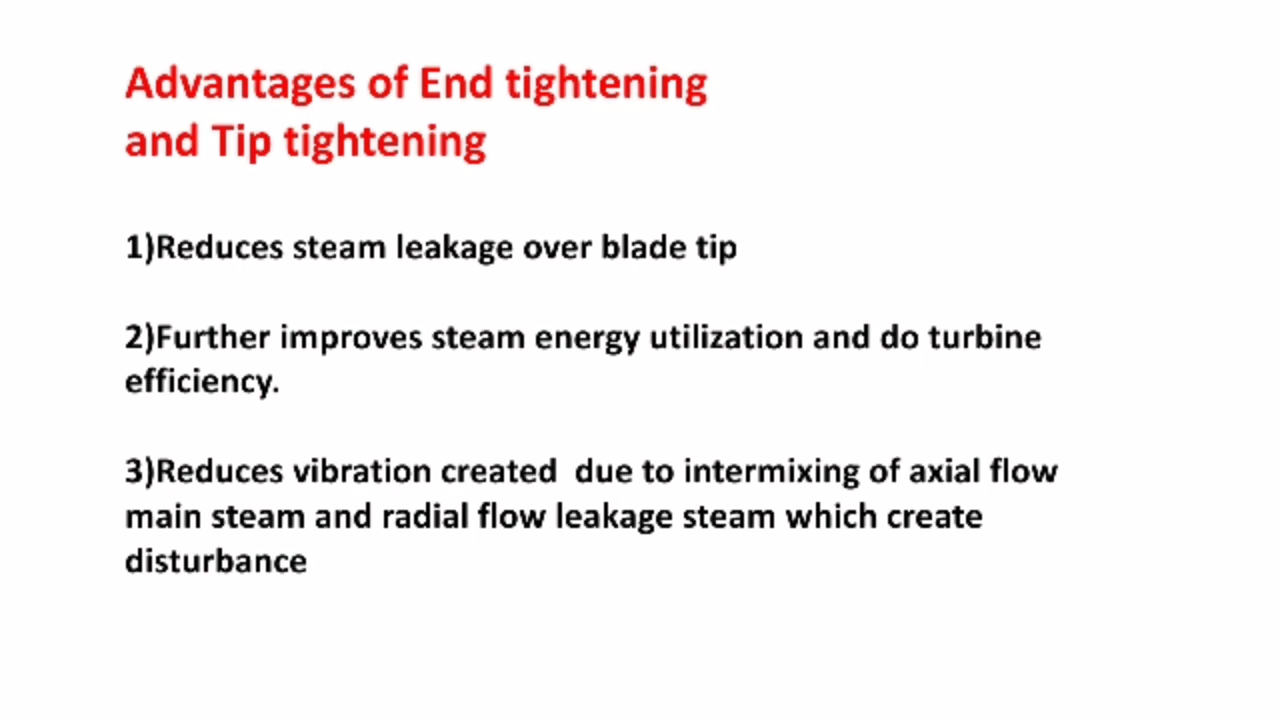 Advantages of End tightening
and Tip tightening
1)Reduces steam leakage over blade tip
2)Further improves steam energy utilization and do turbine
efficiency.
3)Reduces vibration created  due to intermixing of axial flow
main steam and radial flow leakage steam which create
disturbance